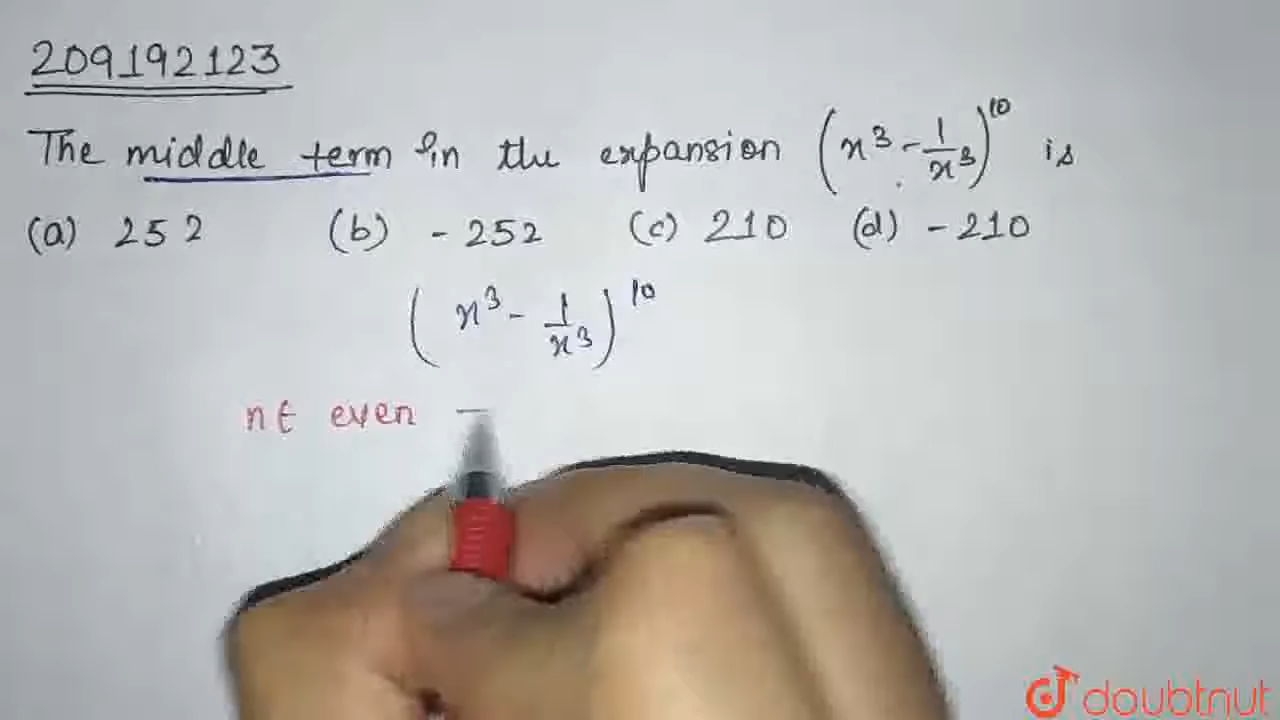 209192123
The middle term in the expansion (x³ - 1/x³)¹⁰ is
(a) 252 (b) - 252 (c) 210 (d) - 210
(x³ - 1/x³)¹⁰
n ∈ even —
doubtnut